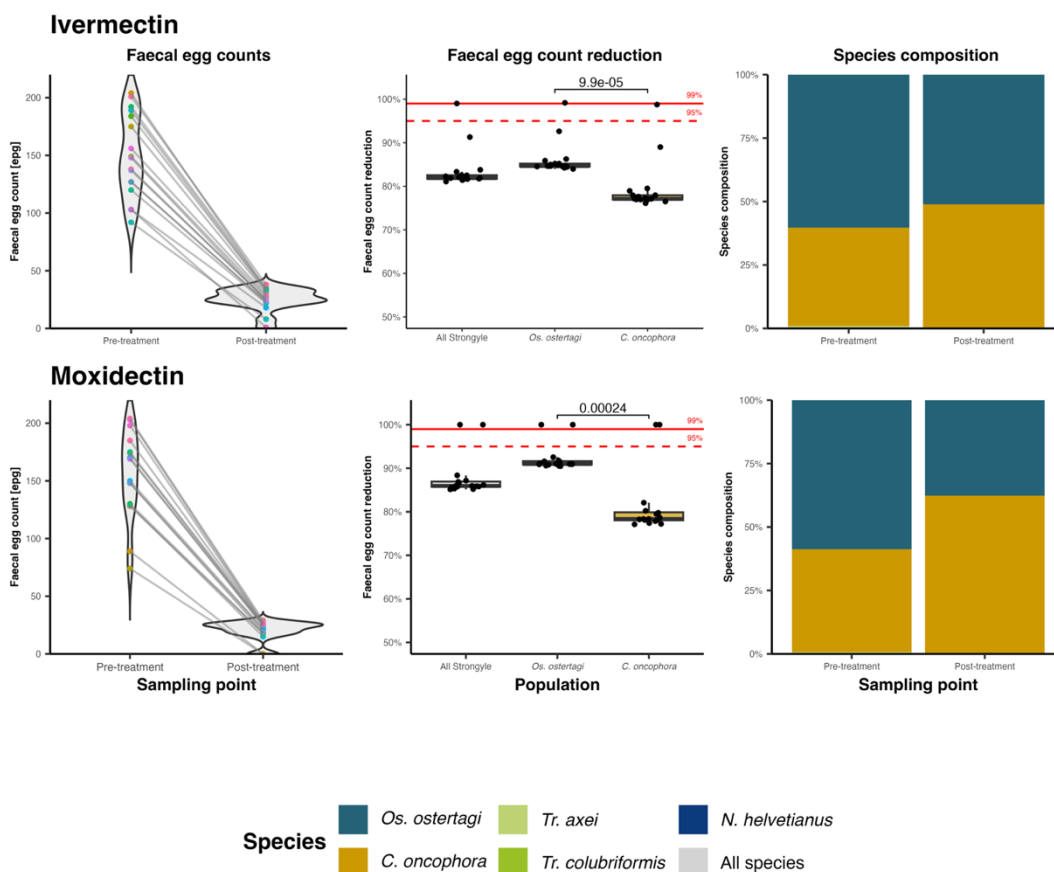 Ivermectin
Faecal egg counts
Faecal egg count reduction
Species composition
Faecal egg count [epg]
200
150
100
50
0
Pre-treatment
Post-treatment
Faecal egg count reduction
100%
90%
80%
70%
60%
50%
9.9e-05
99%
95%
All Strongyle
Os. ostertagi
C. oncophora
Species composition
100%
75%
50%
25%
0%
Pre-treatment
Post-treatment
Moxidectin
Faecal egg count [epg]
200
150
100
50
0
Pre-treatment
Post-treatment
Sampling point
Faecal egg count reduction
100%
90%
80%
70%
60%
50%
0.00024
99%
95%
All Strongyle
Os. ostertagi
C. oncophora
Population
Species composition
100%
75%
50%
25%
0%
Pre-treatment
Post-treatment
Sampling point
Species
Os. ostertagi
Tr. axei
N. helvetianus
C. oncophora
Tr. colubriformis
All species